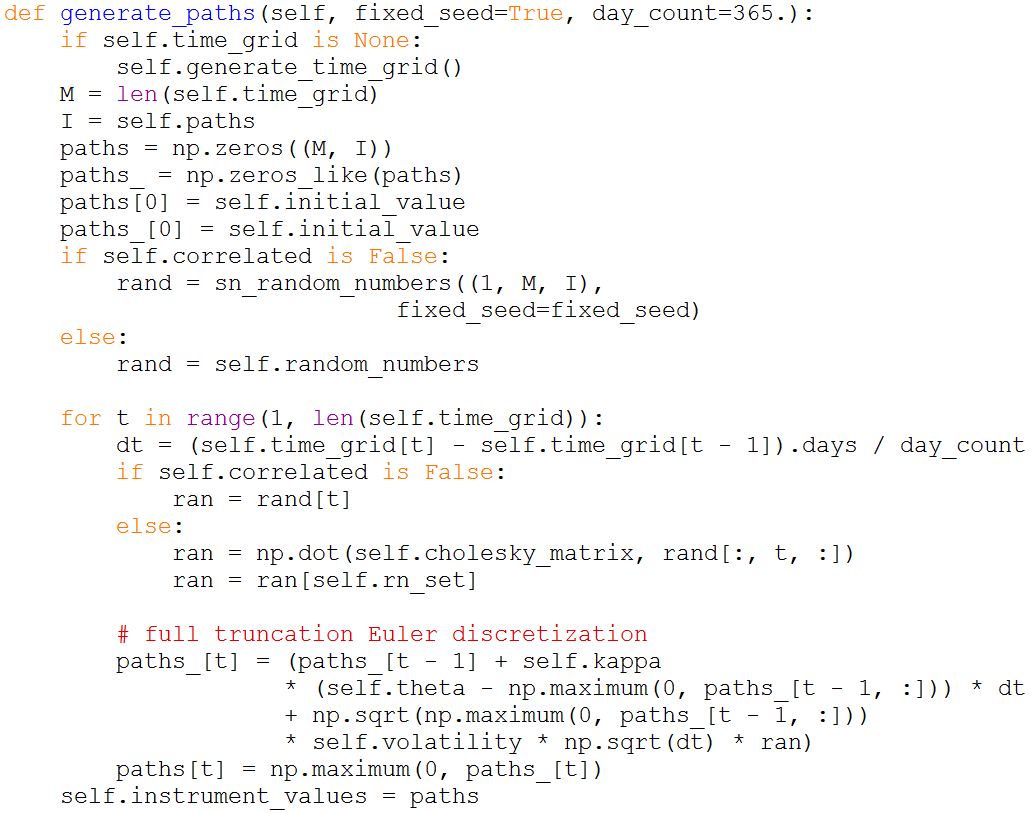 def generate_paths(self, fixed_seed=True, day_count=365.):
    if self.time_grid is None:
        self.generate_time_grid()
    M = len(self.time_grid)
    I = self.paths
    paths = np.zeros((M, I))
    paths_ = np.zeros_like(paths)
    paths[0] = self.initial_value
    paths_[0] = self.initial_value
    if self.correlated is False:
        rand = sn_random_numbers((1, M, I),
                            fixed_seed=fixed_seed)
    else:
        rand = self.random_numbers

    for t in range(1, len(self.time_grid)):
        dt = (self.time_grid[t] - self.time_grid[t - 1]).days / day_count
        if self.correlated is False:
            ran = rand[t]
        else:
            ran = np.dot(self.cholesky_matrix, rand[:, t, :])
            ran = ran[self.rn_set]

        # full truncation Euler discretization
        paths_[t] = (paths_[t - 1] + self.kappa
                    * (self.theta - np.maximum(0, paths_[t - 1, :])) * dt
                    + np.sqrt(np.maximum(0, paths_[t - 1, :]))
                    * self.volatility * np.sqrt(dt) * ran)
        paths[t] = np.maximum(0, paths_[t])
    self.instrument_values = paths